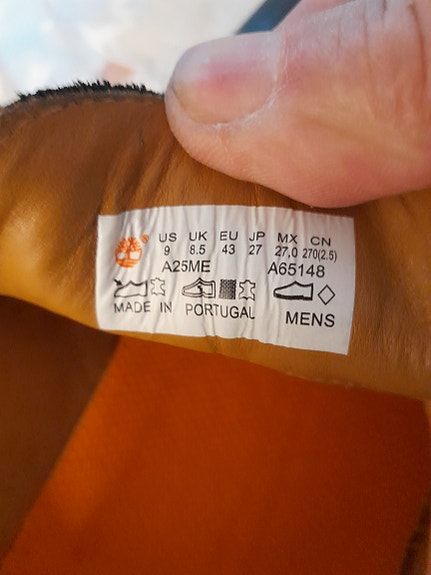 US UK EU JP MX CN
9 8.5 43 27 27,0 270(2.5)
A25ME A65148
MADE IN PORTUGAL MENS